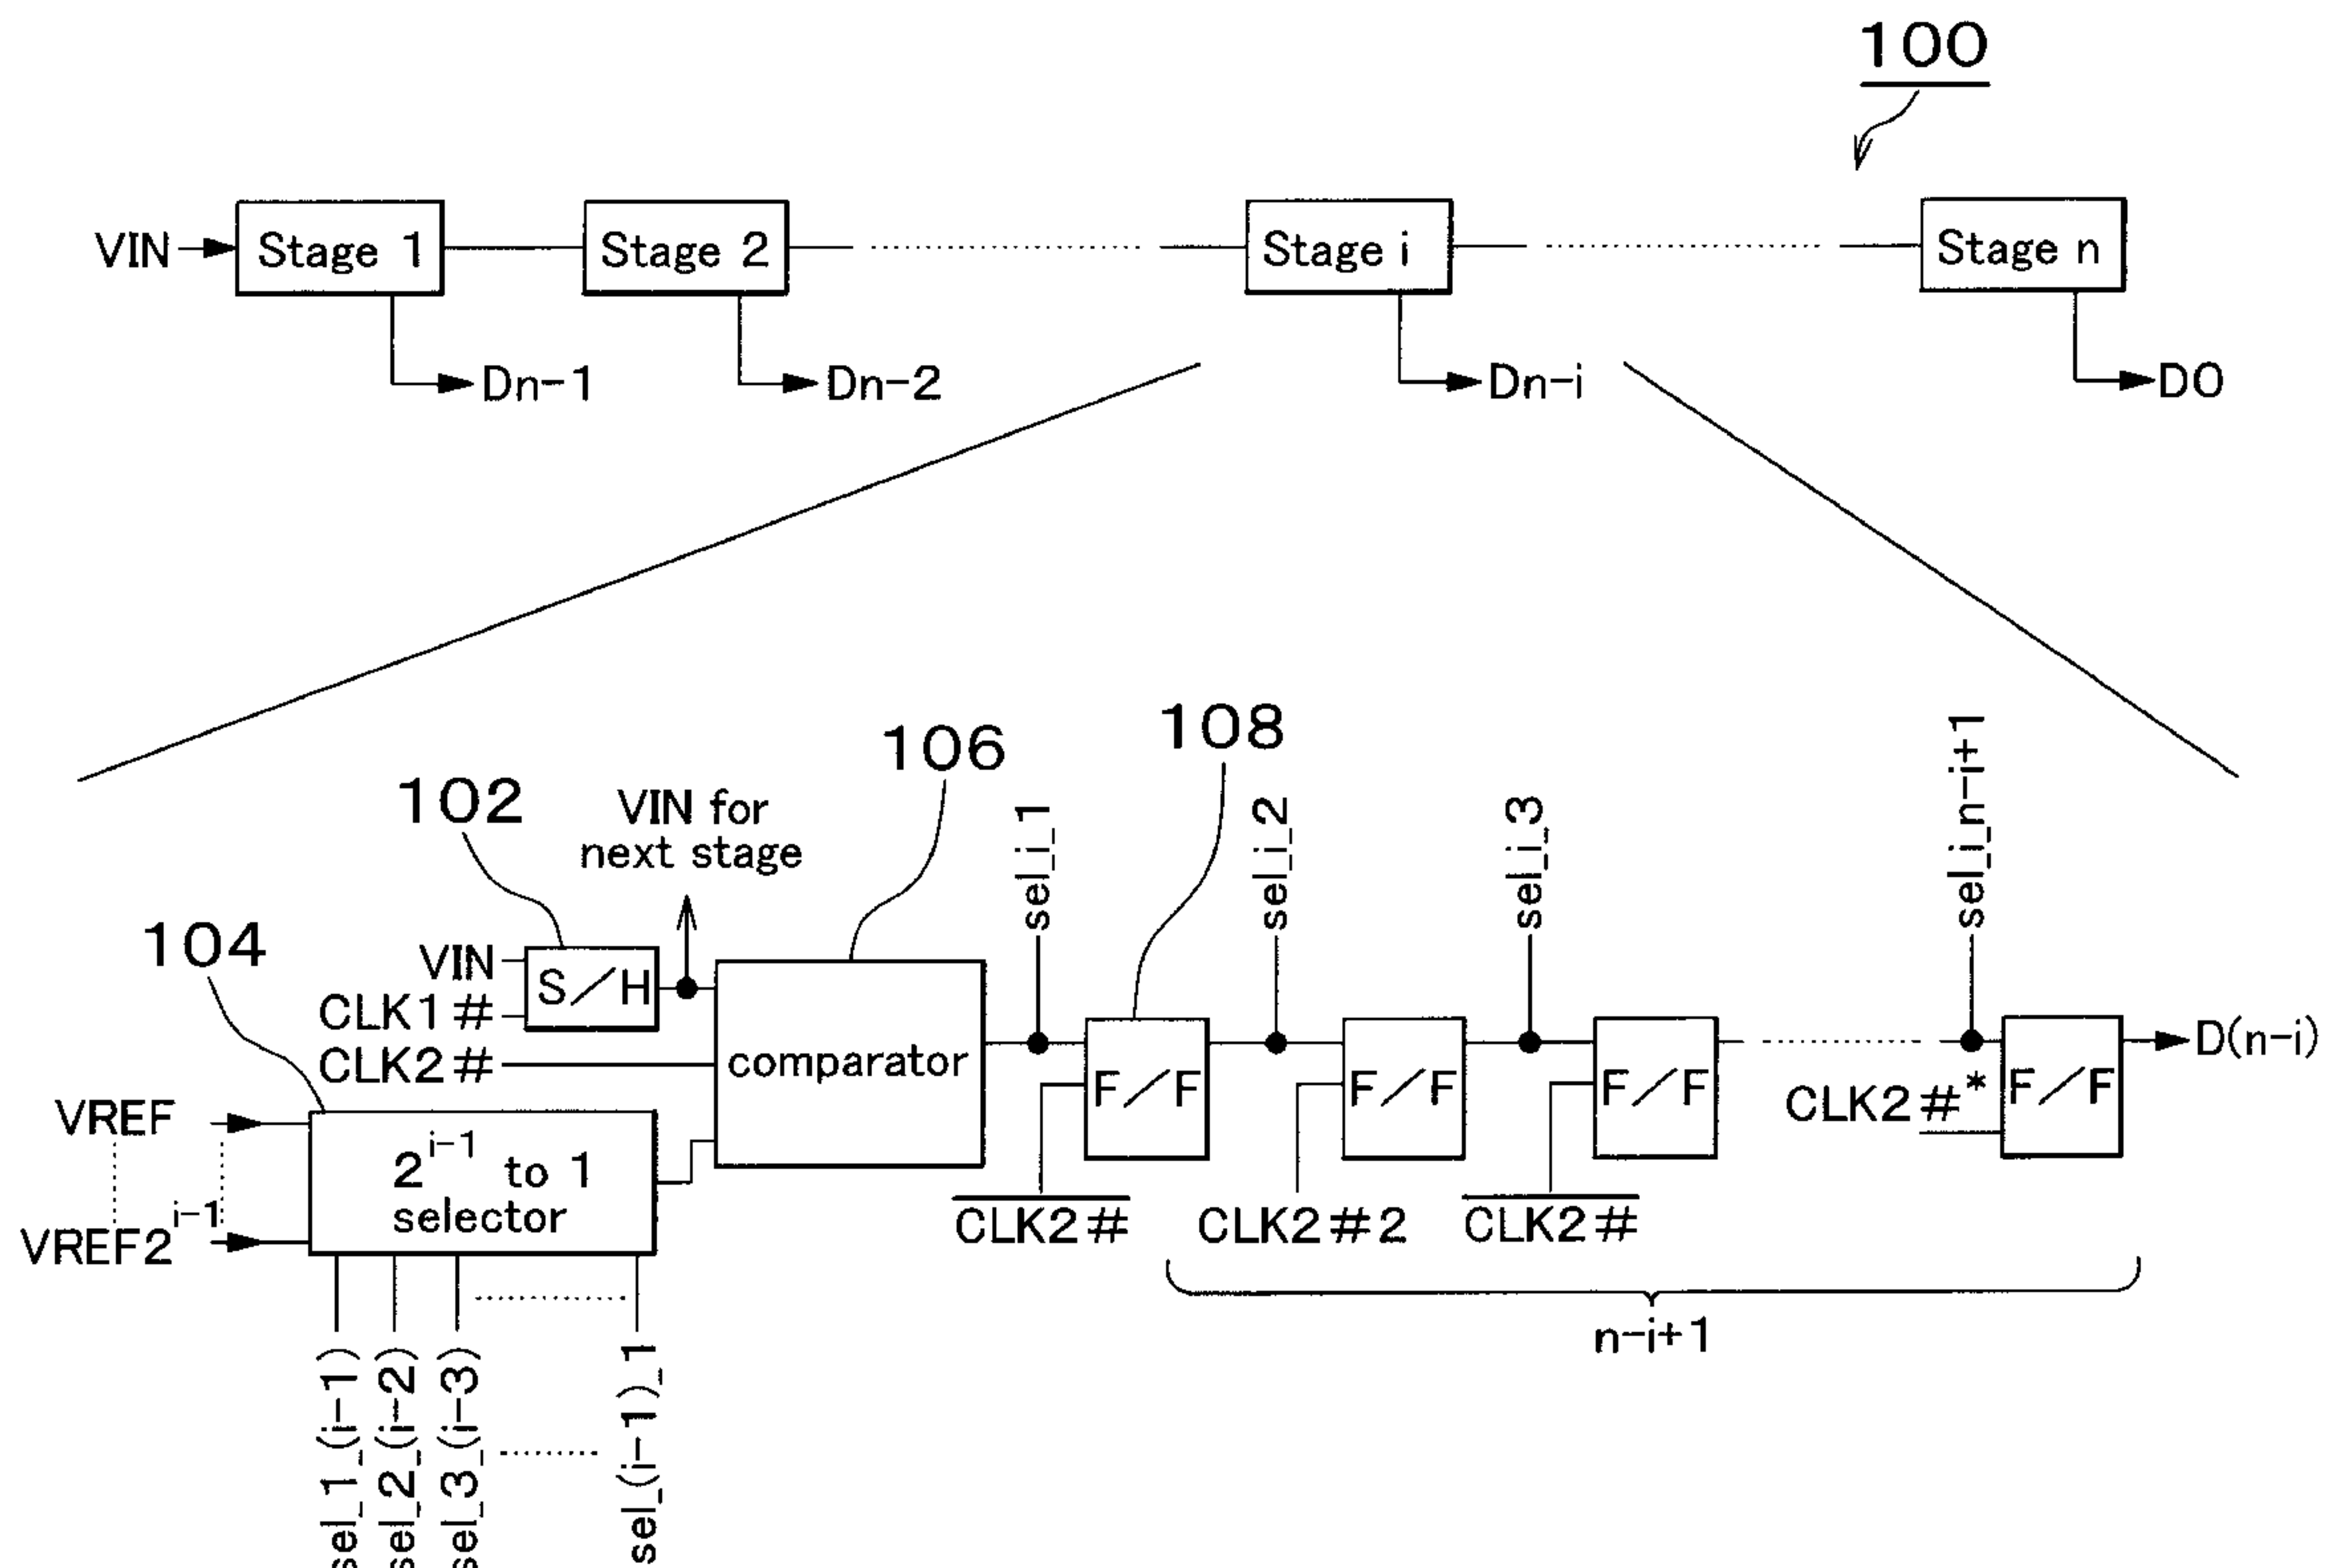 100
VIN
Stage 1
Stage 2
Stage i
Stage n
Dn-1
Dn-2
Dn-i
D0
102
VIN for
next stage
106
108
sel_i_1
sel_i_2
sel_i_3
sel_i_n-i+1
104
VIN
CLK1#
CLK2#
S/H
comparator
F/F
F/F
F/F
F/F
D(n-i)
CLK2#*
VREF
VREF2^{i-1}
2^{i-1} to 1
selector
CLK2#
CLK2#2
CLK2#
n-i+1
sel_1_(i-1)
sel_2_(i-2)
sel_3_(i-3)
sel_(i-1)_1